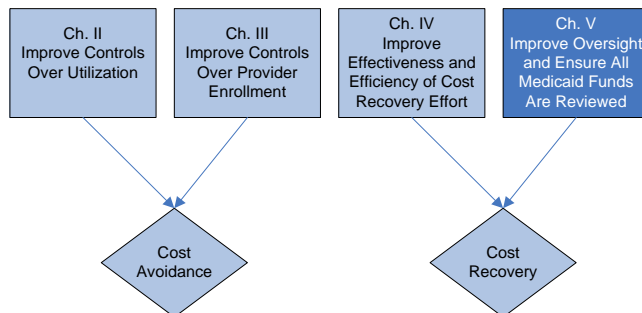 Ch. II
Improve Controls
Over Utilization
Ch. III
Improve Controls
Over Provider
Enrollment
Ch. IV
Improve
Effectiveness and
Efficiency of Cost
Recovery Effort
Ch. V
Improve Oversight
and Ensure All
Medicaid Funds
Are Reviewed
Cost
Avoidance
Cost
Recovery